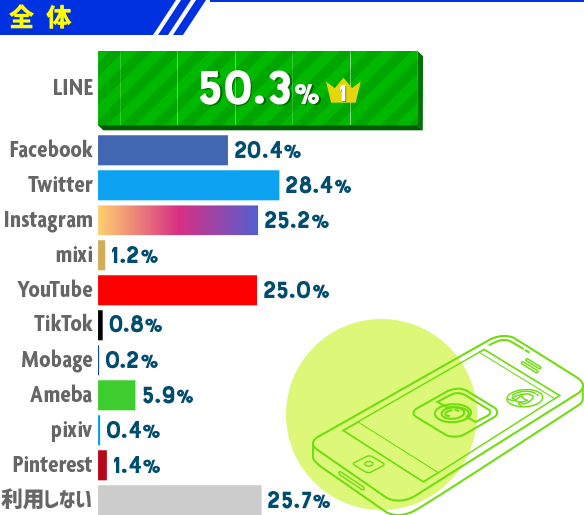 全体
LINE 50.3% 1
Facebook 20.4%
Twitter 28.4%
Instagram 25.2%
mixi 1.2%
YouTube 25.0%
TikTok 0.8%
Mobage 0.2%
Ameba 5.9%
pixiv 0.4%
Pinterest 1.4%
利用しない 25.7%